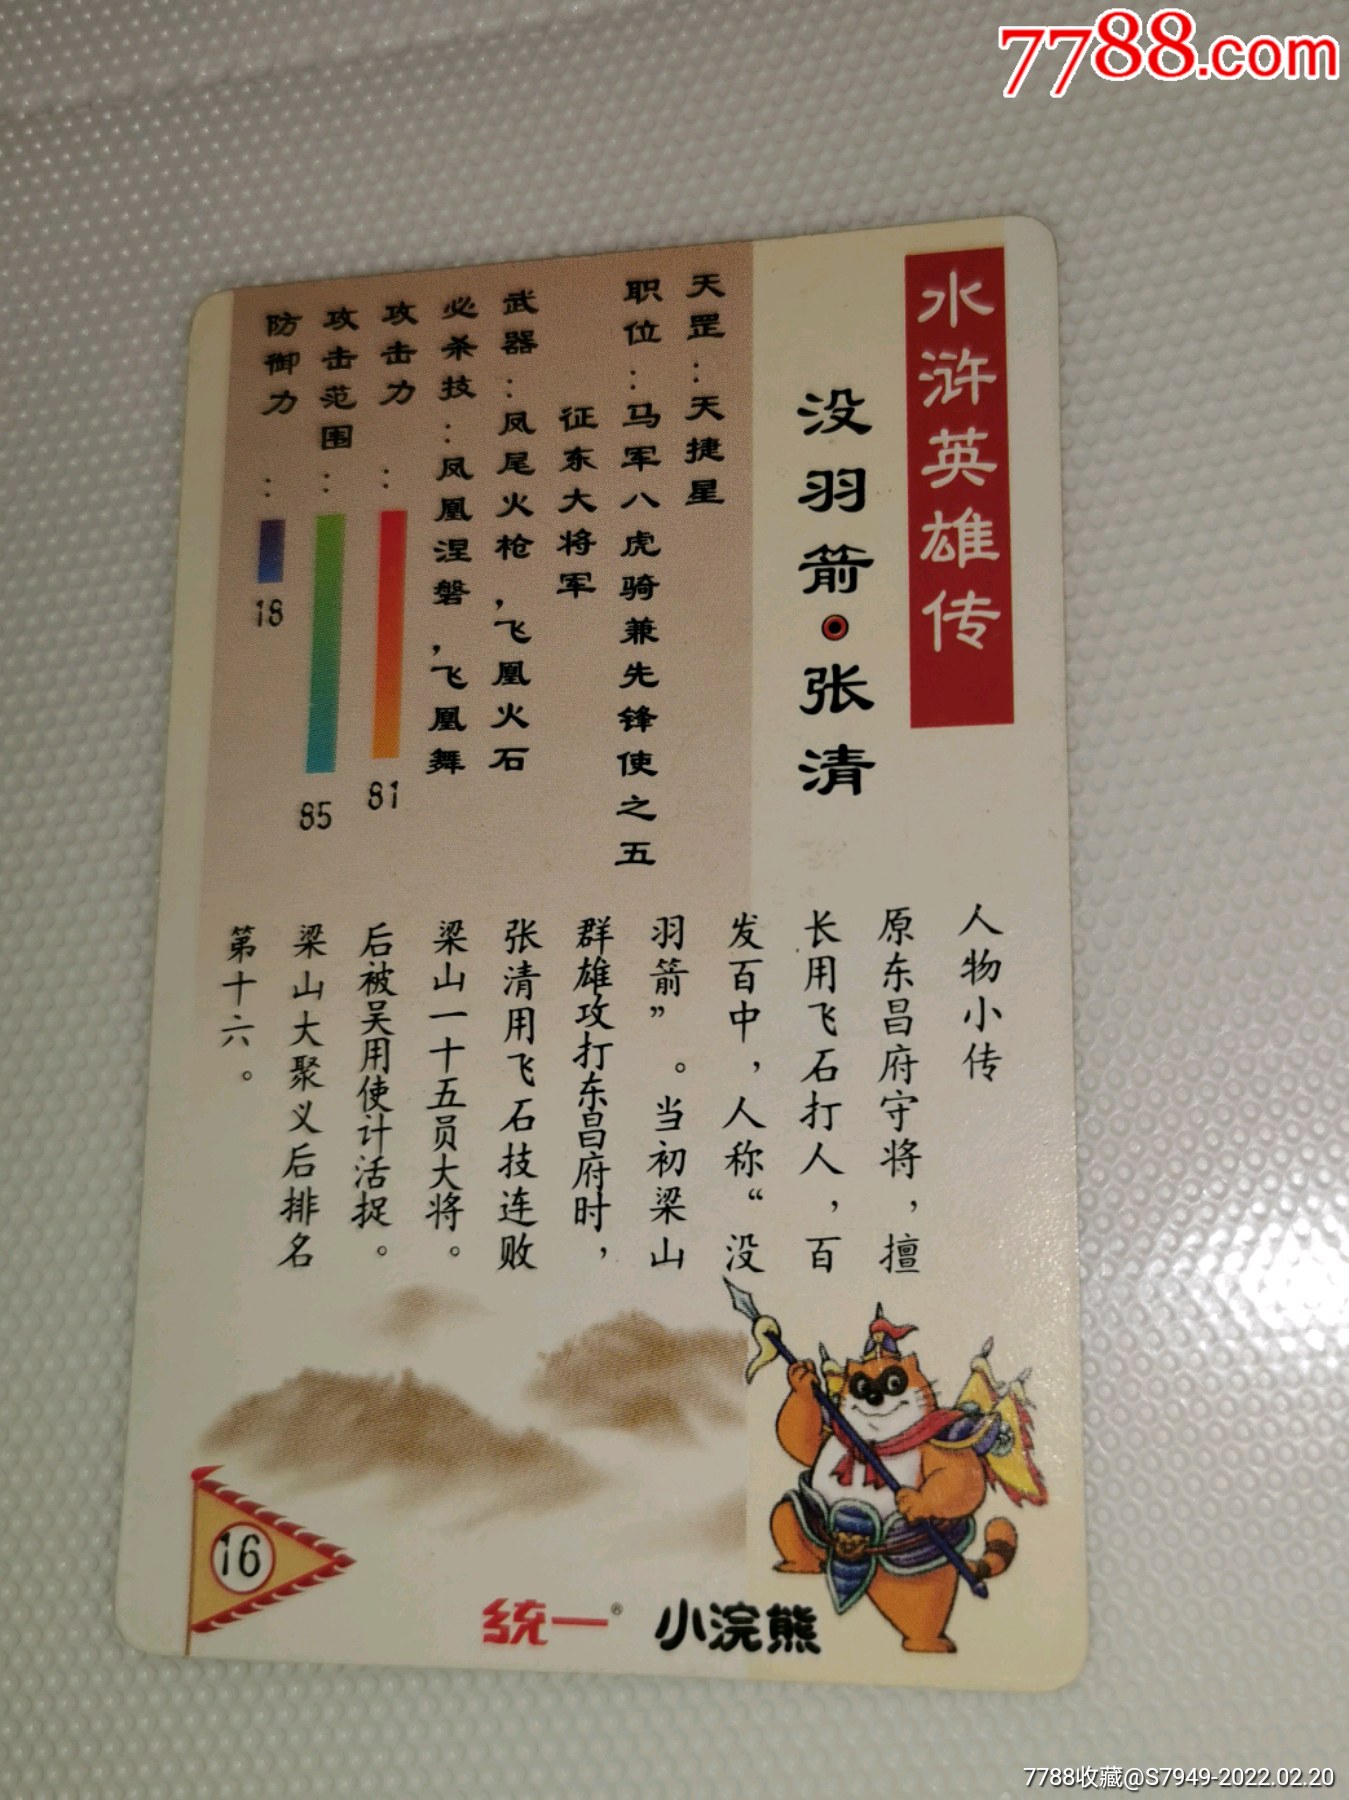 7788.com
水浒英雄传
没羽箭·张清
天罡：天捷星
职位：马军八虎骑兼先锋使之五
征东大将军
武器：凤尾火枪，飞凰火石
必杀技：凤凰涅磐，飞凰舞
攻击力：81
攻击范围：85
防御力：18
人物小传
原东昌府守将，擅
长用飞石打人，百
发百中，人称“没
羽箭”。当初梁山
群雄攻打东昌府时，
张清用飞石技连败
梁山一十五员大将。
后被吴用使计活捉。
梁山大聚义后排名
第十六。
16
统一® 小浣熊
7788收藏@S7949-2022.02.20